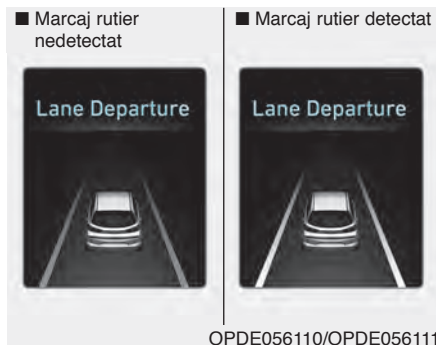 ■ Marcaj rutier
nedetectat
■ Marcaj rutier detectat
Lane Departure
Lane Departure
OPDE056110/OPDE056111